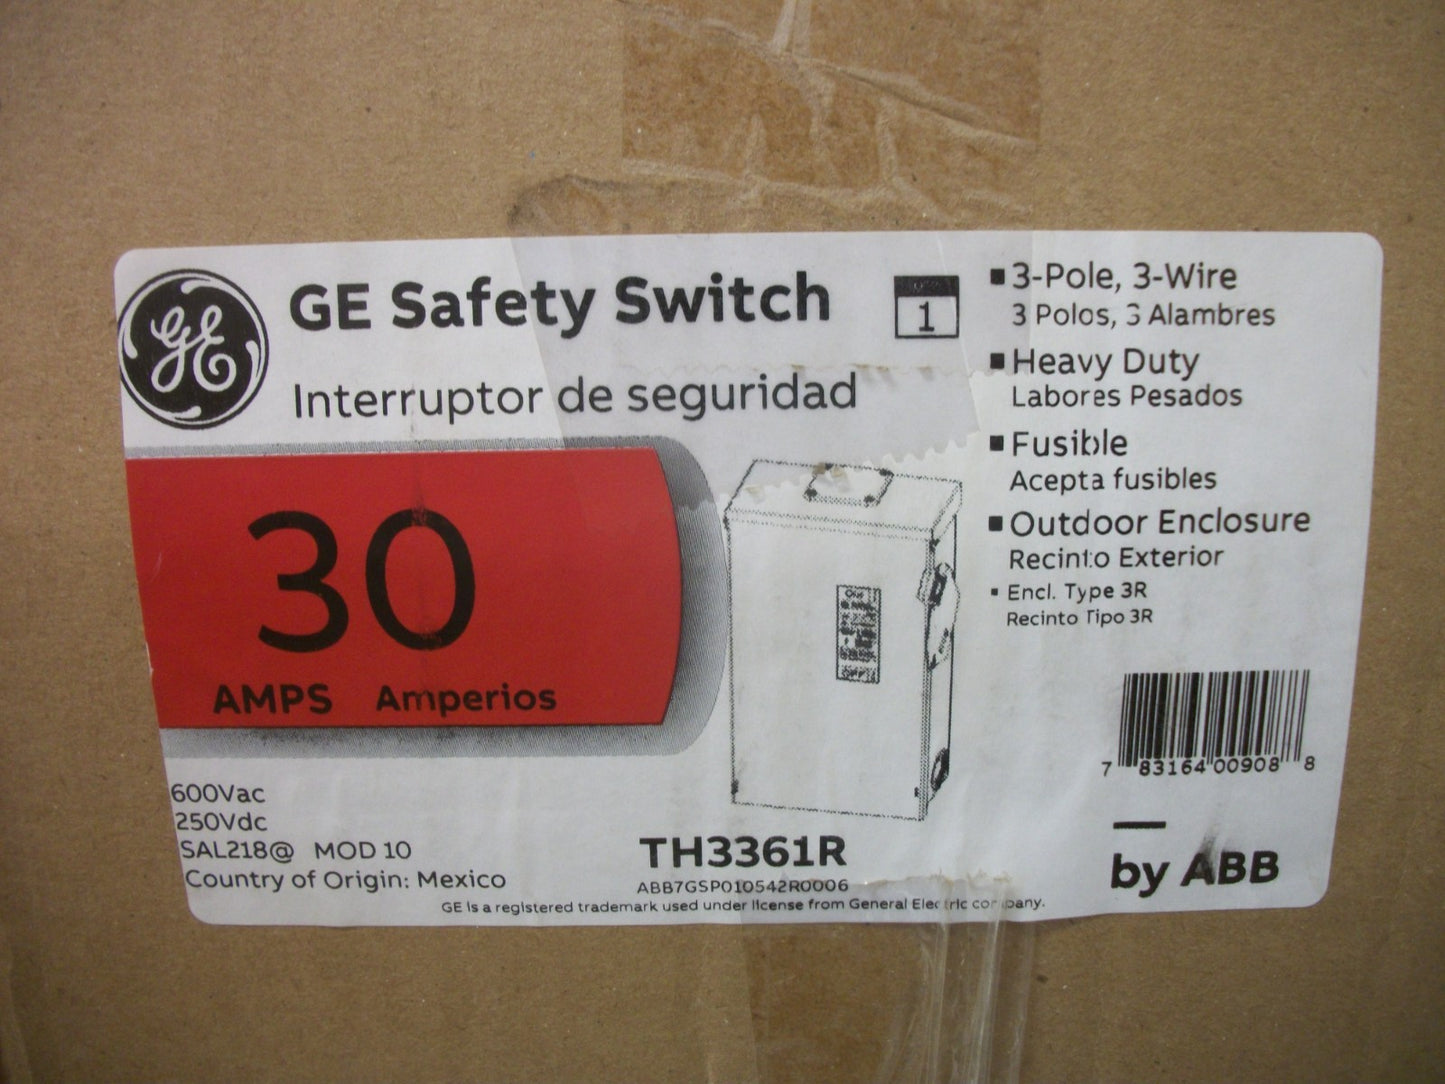 GE
GE Safety Switch
Interruptor de seguridad
1
3-Pole, 3-Wire
3 Polos, 3 Alambres
Heavy Duty
Labores Pesados
Fusible
Acepta fusibles
Outdoor Enclosure
Recinto Exterior
Encl. Type 3R
Recinto Tipo 3R
30
AMPS Amperios
OFF
600Vac
250Vdc
SAL218@ MOD 10
Country of Origin: Mexico
TH3361R
ABB7GSP010542R0006
GE is a registered trademark used under license from General Electric company.
7 83164 00908 8
by ABB